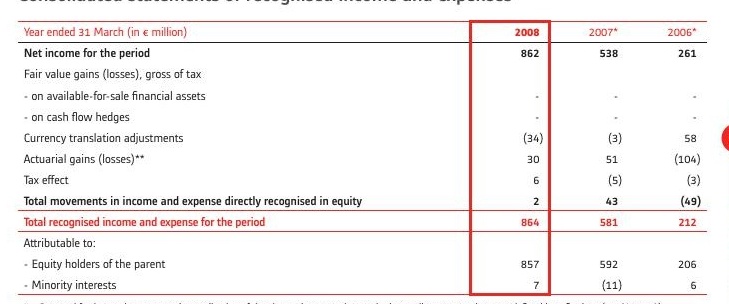 Year ended 31 March (in € million) 2008 2007* 2006*
Net income for the period 862 538 261
Fair value gains (losses), gross of tax
- on available-for-sale financial assets - - -
- on cash flow hedges - - -
Currency translation adjustments (34) (3) 58
Actuarial gains (losses)** 30 51 (104)
Tax effect 6 (5) (3)
Total movements in income and expense directly recognised in equity 2 43 (49)
Total recognised income and expense for the period 864 581 212
Attributable to:
- Equity holders of the parent 857 592 206
- Minority interests 7 (11) 6